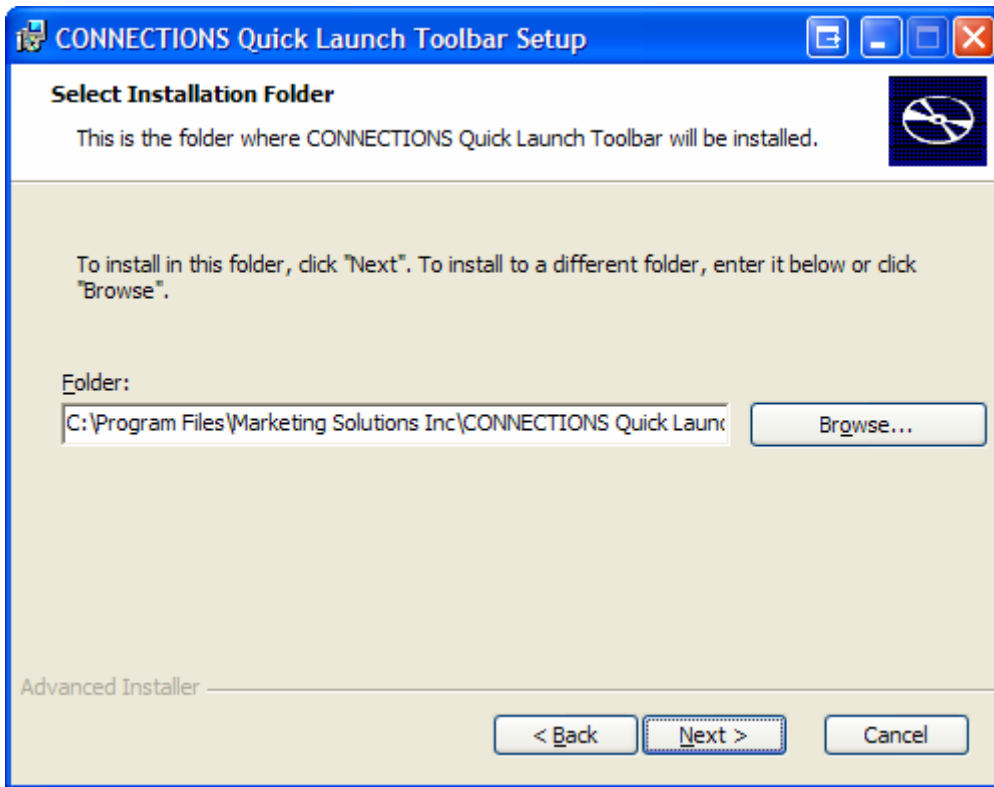 CONNECTIONS Quick Launch Toolbar Setup
Select Installation Folder
This is the folder where CONNECTIONS Quick Launch Toolbar will be installed.
To install in this folder, click "Next". To install to a different folder, enter it below or click
"Browse".
Folder:
C:\Program Files\Marketing Solutions Inc\CONNECTIONS Quick Launc
Browse...
Advanced Installer
< Back
Next >
Cancel